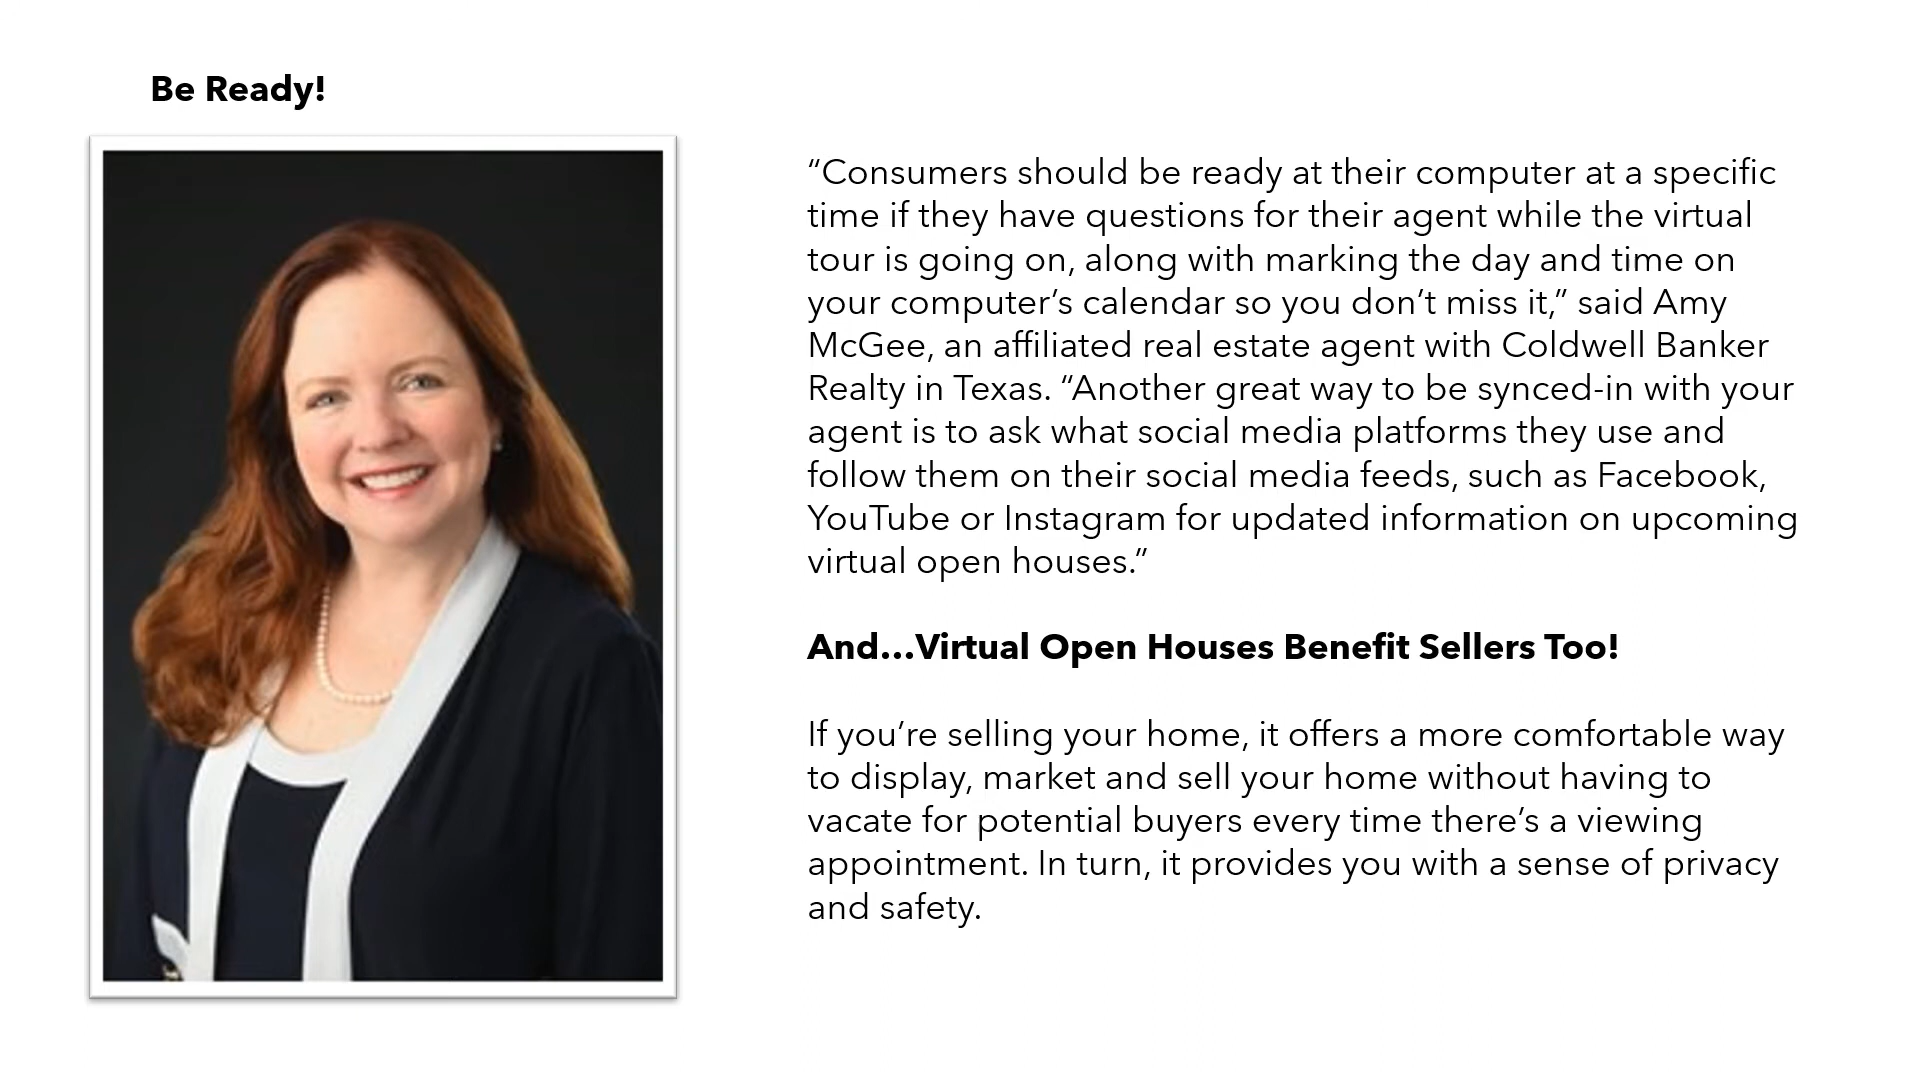 Be Ready!
“Consumers should be ready at their computer at a specific
time if they have questions for their agent while the virtual
tour is going on, along with marking the day and time on
your computer’s calendar so you don’t miss it,” said Amy
McGee, an affiliated real estate agent with Coldwell Banker
Realty in Texas. “Another great way to be synced-in with your
agent is to ask what social media platforms they use and
follow them on their social media feeds, such as Facebook,
YouTube or Instagram for updated information on upcoming
virtual open houses.”
And…Virtual Open Houses Benefit Sellers Too!
If you’re selling your home, it offers a more comfortable way
to display, market and sell your home without having to
vacate for potential buyers every time there’s a viewing
appointment. In turn, it provides you with a sense of privacy
and safety.